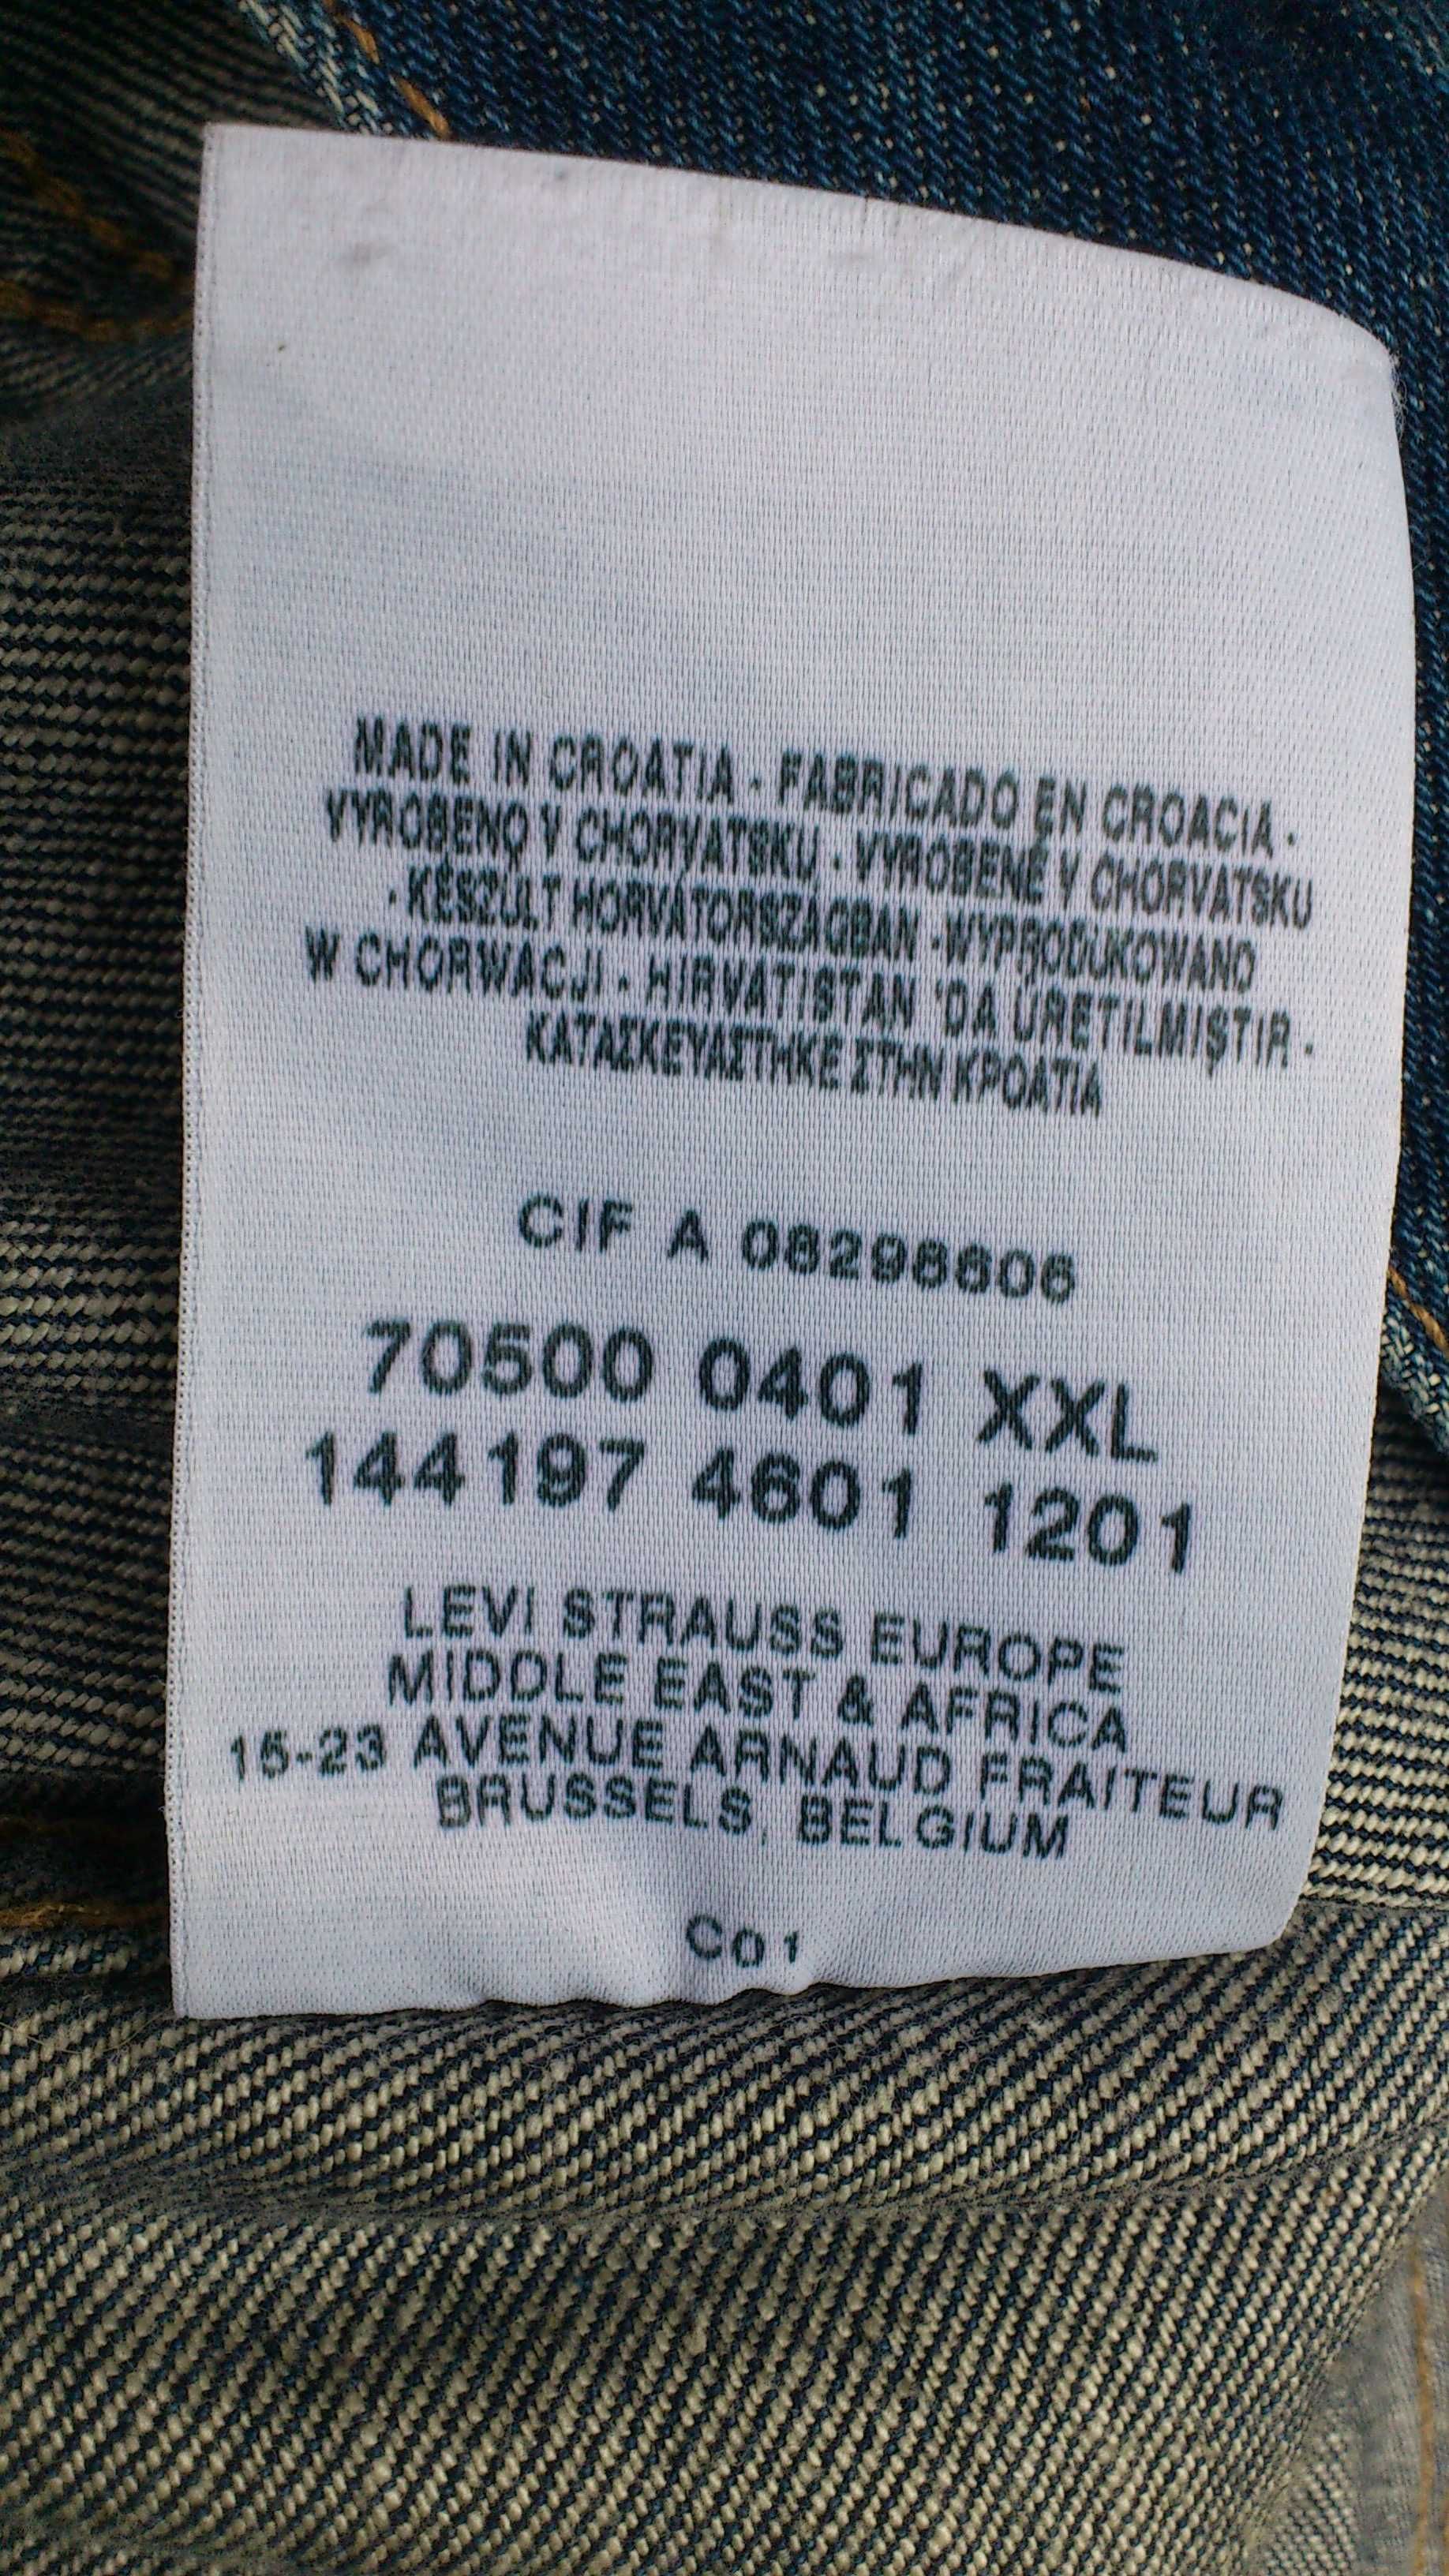 MADE IN CROATIA · FABRICADO EN CROACIA ·
VYROBENO V CHORVATSKU · VYROBENÉ V CHORVATSKU
· KÉSZÜLT HORVÁTORSZÁGBAN · WYPRODUKOWANO
W CHORWACJI · HIRVATISTAN 'DA ÜRETILMIŞTIR ·
ΚΑΤΑΣΚΕΥΑΣΤΗΚΕ ΣΤΗΝ ΚΡΟΑΤΙΑ
CIF A 08298606
70500 0401 XXL
144197 4601 1201
LEVI STRAUSS EUROPE
MIDDLE EAST & AFRICA
15-23 AVENUE ARNAUD FRAITEUR
BRUSSELS, BELGIUM
C01